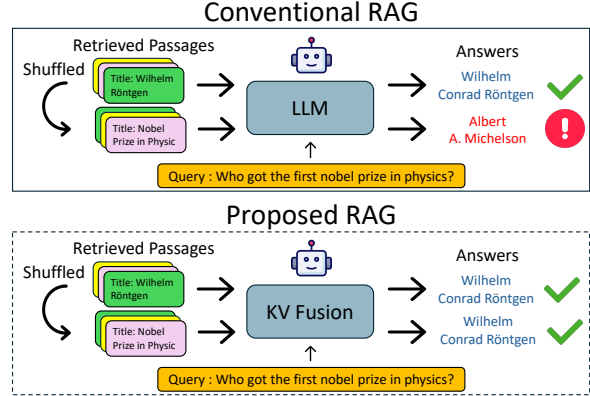 Conventional RAG
Retrieved Passages
Answers
Shuffled
Title: Wilhelm
Röntgen
Title: Nobel
Prize in Physic
LLM
Wilhelm
Conrad Röntgen
Albert
A. Michelson
Query : Who got the first nobel prize in physics?
Proposed RAG
Retrieved Passages
Answers
Shuffled
Title: Wilhelm
Röntgen
Title: Nobel
Prize in Physic
KV Fusion
Wilhelm
Conrad Röntgen
Wilhelm
Conrad Röntgen
Query : Who got the first nobel prize in physics?